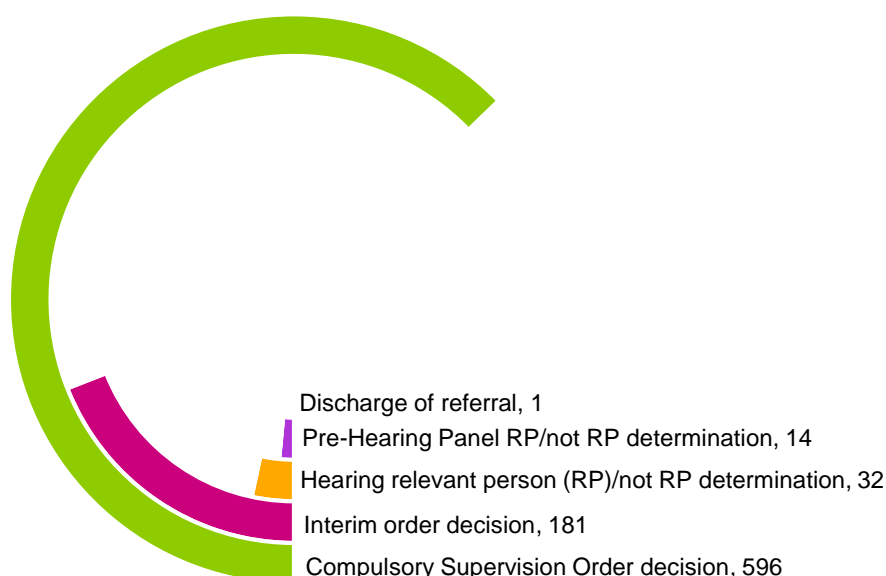 Discharge of referral, 1
Pre-Hearing Panel RP/not RP determination, 14
Hearing relevant person (RP)/not RP determination, 32
Interim order decision, 181
Compulsory Supervision Order decision, 596